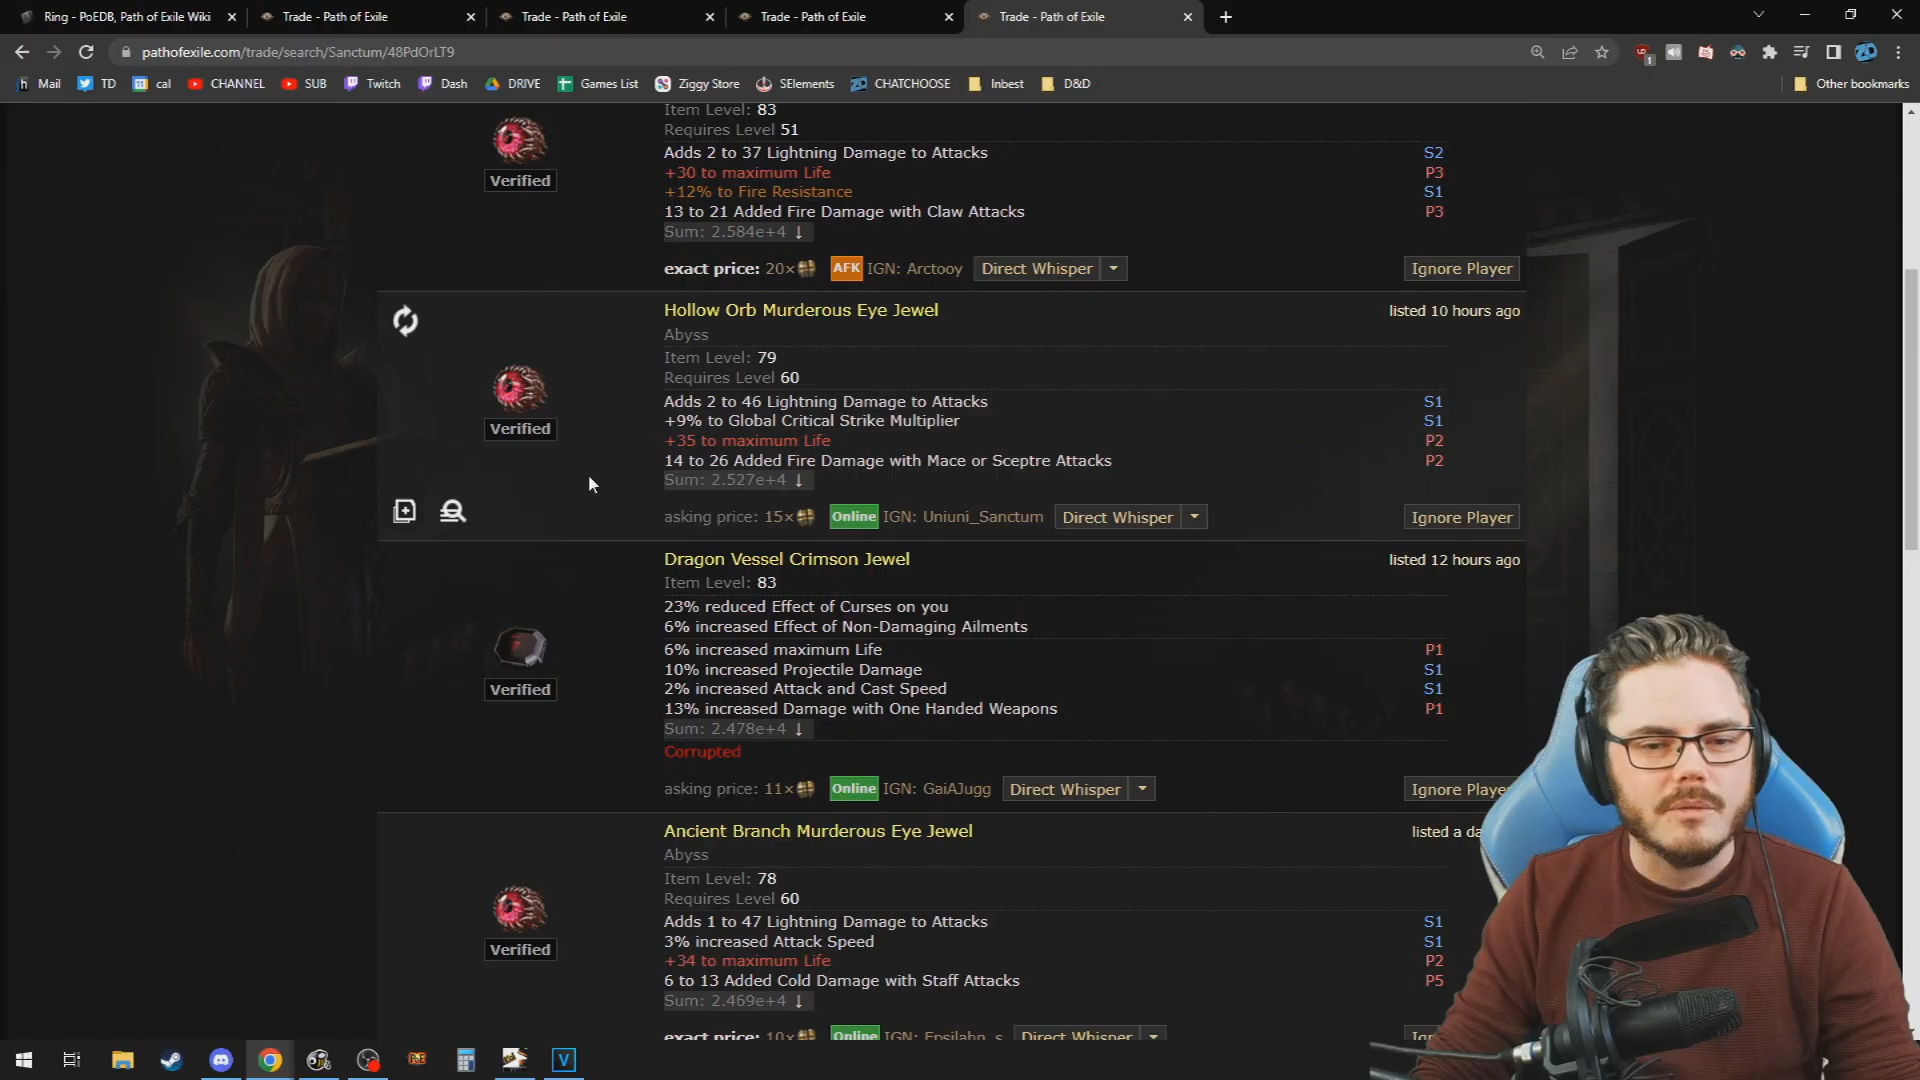 Ring - PoEDB, Path of Exile Wiki
Trade - Path of Exile
Trade - Path of Exile
Trade - Path of Exile
Trade - Path of Exile
pathofexile.com/trade/search/Sanctum/48PdOrLT9
Mail TD cal CHANNEL SUB Twitch Dash DRIVE Games List Ziggy Store SElements CHATCHOOSE Inbest D&D Other bookmarks
Item Level: 83
Requires Level 51
Adds 2 to 37 Lightning Damage to Attacks S2
+30 to maximum Life P3
+12% to Fire Resistance S1
13 to 21 Added Fire Damage with Claw Attacks P3
Sum: 2.584e+4 ↓
Verified
exact price: 20× AFK IGN: Arctooy Direct Whisper Ignore Player
Hollow Orb Murderous Eye Jewel listed 10 hours ago
Abyss
Item Level: 79
Requires Level 60
Adds 2 to 46 Lightning Damage to Attacks S1
+9% to Global Critical Strike Multiplier S1
+35 to maximum Life P2
14 to 26 Added Fire Damage with Mace or Sceptre Attacks P2
Sum: 2.527e+4 ↓
Verified
asking price: 15× Online IGN: Uniuni_Sanctum Direct Whisper Ignore Player
Dragon Vessel Crimson Jewel listed 12 hours ago
Item Level: 83
23% reduced Effect of Curses on you
6% increased Effect of Non-Damaging Ailments
6% increased maximum Life P1
10% increased Projectile Damage S1
2% increased Attack and Cast Speed S1
13% increased Damage with One Handed Weapons P1
Sum: 2.478e+4 ↓
Corrupted
Verified
asking price: 11× Online IGN: GaiAJugg Direct Whisper Ignore Playe
Ancient Branch Murderous Eye Jewel listed a da
Abyss
Item Level: 78
Requires Level 60
Adds 1 to 47 Lightning Damage to Attacks S1
3% increased Attack Speed S1
+34 to maximum Life P2
6 to 13 Added Cold Damage with Staff Attacks P5
Sum: 2.469e+4 ↓
Verified
exact price: 10× Online IGN: Direct Whisper